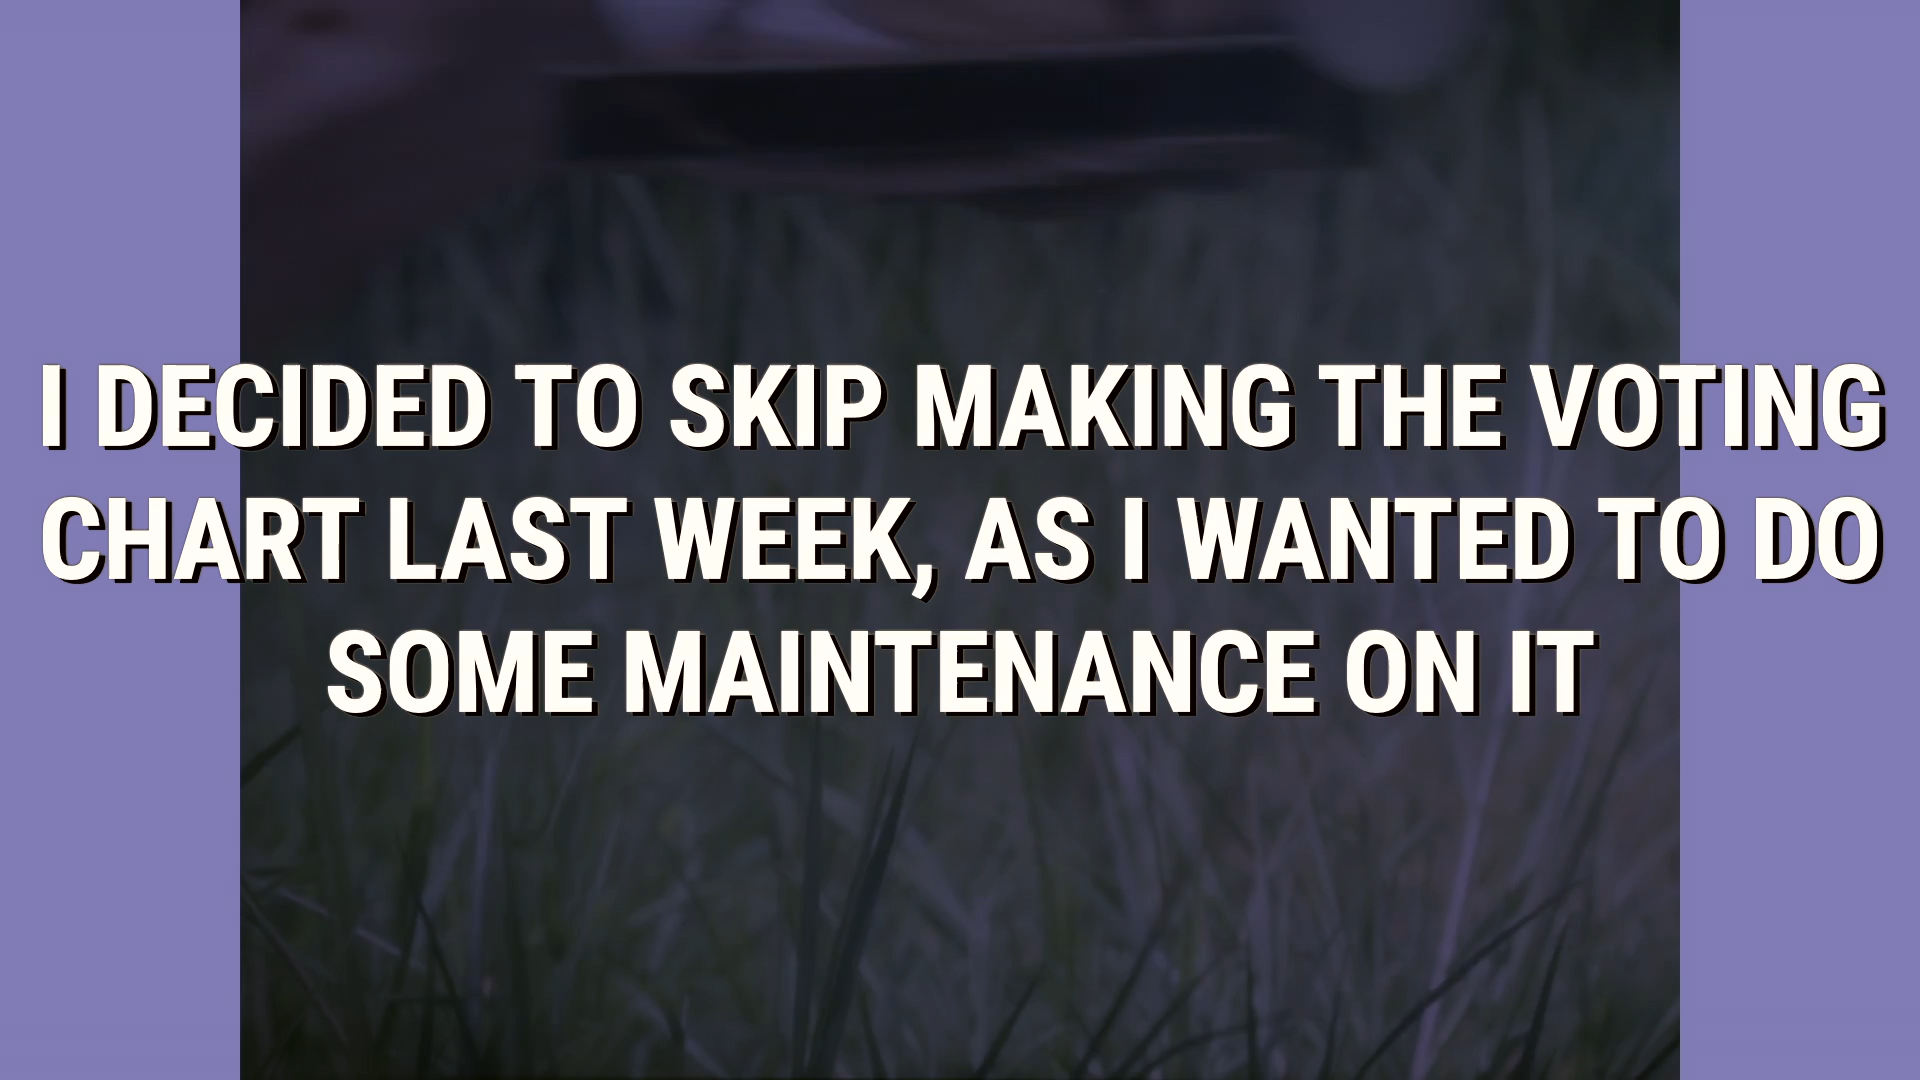 I DECIDED TO SKIP MAKING THE VOTING
CHART LAST WEEK, AS I WANTED TO DO
SOME MAINTENANCE ON IT